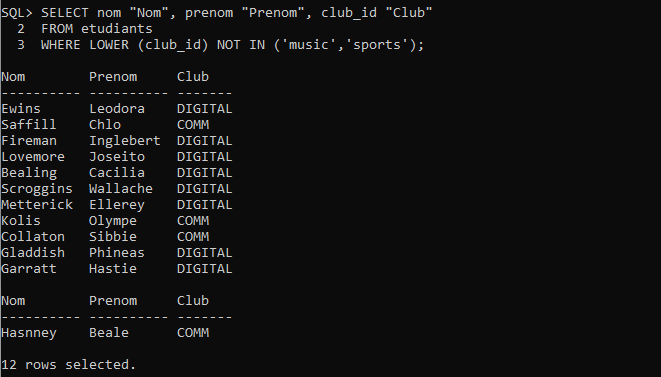 SQL> SELECT nom "Nom", prenom "Prenom", club_id "Club"
  2  FROM etudiants
  3  WHERE LOWER (club_id) NOT IN ('music','sports');

Nom        Prenom     Club
---------- ---------- -------
Ewins      Leodora    DIGITAL
Saffill    Chlo       COMM
Fireman    Inglebert  DIGITAL
Lovemore   Joseito    DIGITAL
Bealing    Cacilia    DIGITAL
Scroggins  Wallache   DIGITAL
Metterick  Ellerey    DIGITAL
Kolis      Olympe     COMM
Collaton   Sibbie     COMM
Gladdish   Phineas    DIGITAL
Garratt    Hastie     DIGITAL

Nom        Prenom     Club
---------- ---------- -------
Hasnney    Beale      COMM

12 rows selected.